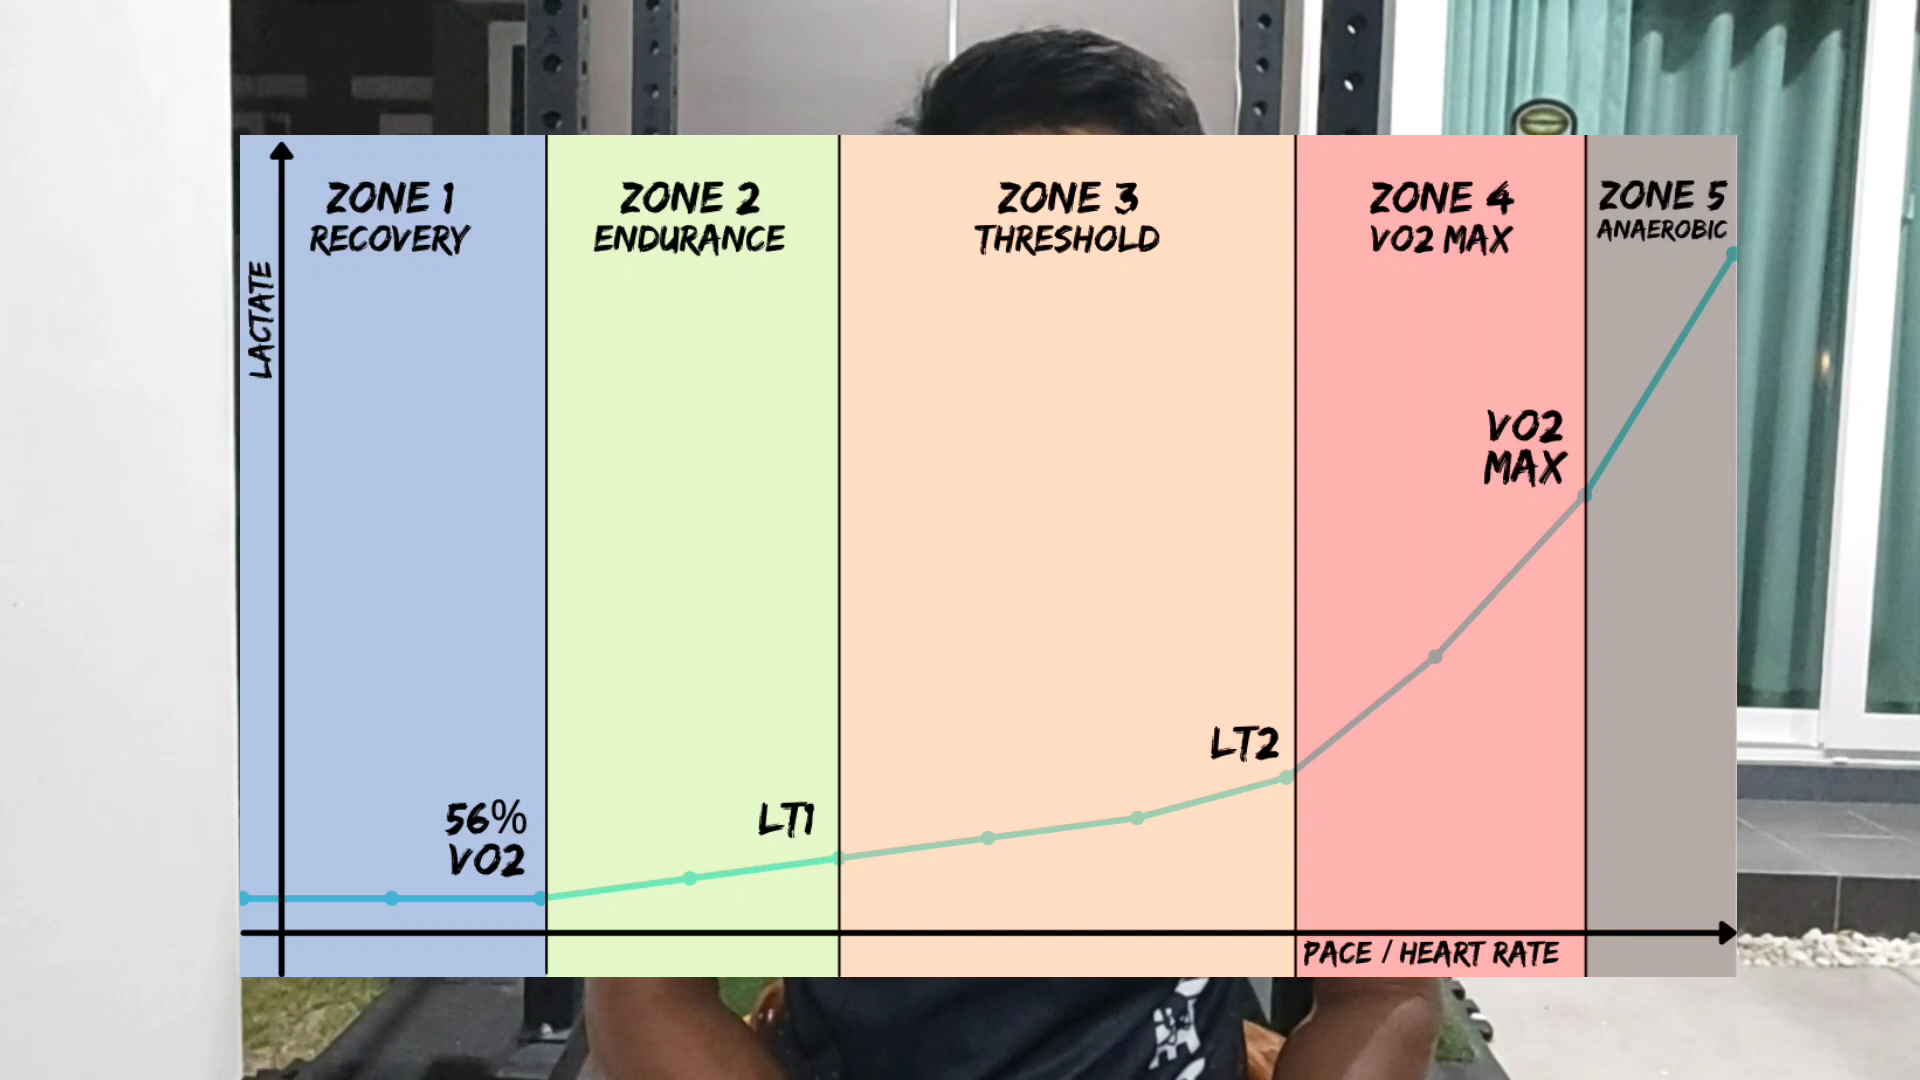 ZONE 1
RECOVERY
ZONE 2
ENDURANCE
ZONE 3
THRESHOLD
ZONE 4
VO2 MAX
ZONE 5
ANAEROBIC
LACTATE
VO2
MAX
LT2
LT1
56%
VO2
PACE / HEART RATE